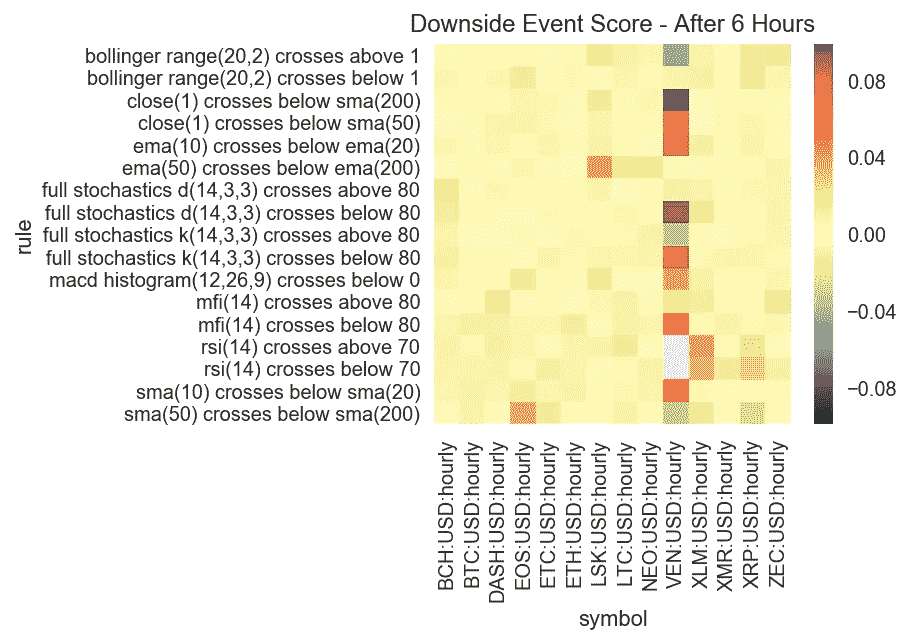 Downside Event Score - After 6 Hours
bollinger range(20,2) crosses above 1
bollinger range(20,2) crosses below 1
close(1) crosses below sma(200)
close(1) crosses below sma(50)
ema(10) crosses below ema(20)
ema(50) crosses below ema(200)
full stochastics d(14,3,3) crosses above 80
full stochastics d(14,3,3) crosses below 80
full stochastics k(14,3,3) crosses above 80
full stochastics k(14,3,3) crosses below 80
macd histogram(12,26,9) crosses below 0
mfi(14) crosses above 80
mfi(14) crosses below 80
rsi(14) crosses above 70
rsi(14) crosses below 70
sma(10) crosses below sma(20)
sma(50) crosses below sma(200)
rule
BCH:USD:hourly
BTC:USD:hourly
DASH:USD:hourly
EOS:USD:hourly
ETC:USD:hourly
ETH:USD:hourly
LSK:USD:hourly
LTC:USD:hourly
NEO:USD:hourly
VEN:USD:hourly
XLM:USD:hourly
XMR:USD:hourly
XRP:USD:hourly
ZEC:USD:hourly
symbol
0.08
0.04
0.00
−0.04
−0.08